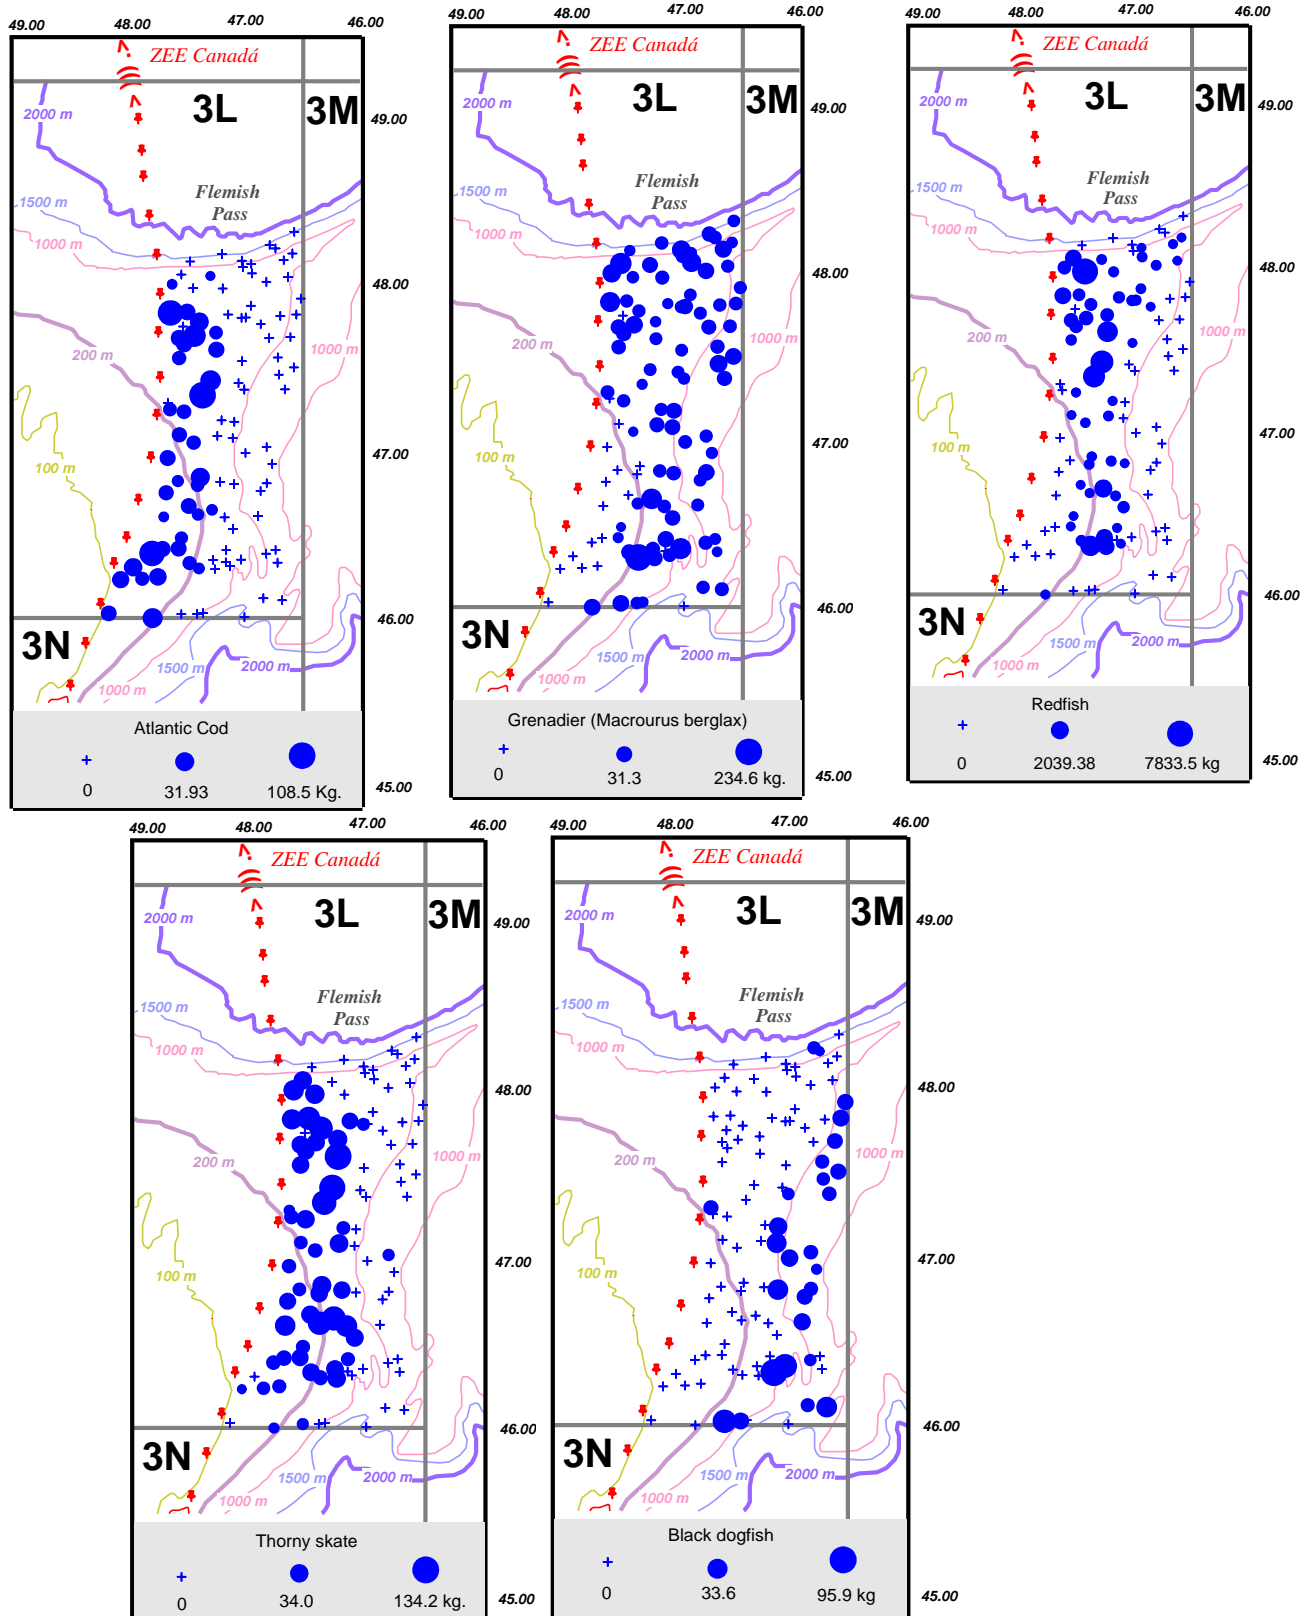 49.00 48.00 47.00 46.00
ZEE Canadá
3L 3M
2000 m
49.00
Flemish
Pass
1500 m
1000 m
48.00
200 m
1000 m
47.00
100 m
46.00
3N
1500 m
2000 m
1000 m
Atlantic Cod
0 31.93 108.5 Kg.
45.00
49.00 48.00 47.00 46.00
ZEE Canadá
3L 3M
2000 m
49.00
Flemish
Pass
1500 m
1000 m
48.00
200 m
1000 m
47.00
100 m
46.00
3N
1500 m
2000 m
1000 m
Grenadier (Macrourus berglax)
0 31.3 234.6 kg.
45.00
49.00 48.00 47.00 46.00
ZEE Canadá
3L 3M
2000 m
49.00
Flemish
Pass
1500 m
1000 m
48.00
200 m
1000 m
47.00
100 m
46.00
3N
1500 m
2000 m
1000 m
Redfish
0 2039.38 7833.5 kg
45.00
49.00 48.00 47.00 46.00
ZEE Canadá
3L 3M
2000 m
49.00
Flemish
Pass
1500 m
1000 m
48.00
200 m
1000 m
47.00
100 m
46.00
3N
1500 m
2000 m
1000 m
Thorny skate
0 34.0 134.2 kg.
45.00
49.00 48.00 47.00 46.00
ZEE Canadá
3L 3M
2000 m
49.00
Flemish
Pass
1500 m
1000 m
48.00
200 m
1000 m
47.00
100 m
46.00
3N
1500 m
2000 m
1000 m
Black dogfish
0 33.6 95.9 kg
45.00